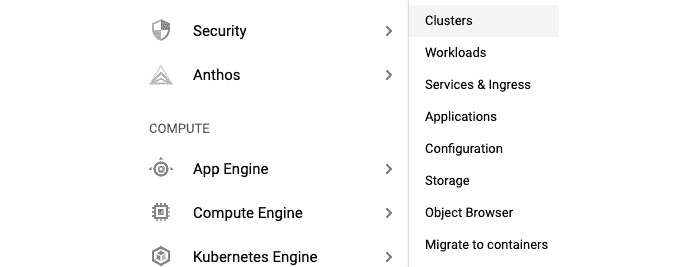 Security
Anthos
COMPUTE
App Engine
Compute Engine
Kubernetes Engine
Clusters
Workloads
Services & Ingress
Applications
Configuration
Storage
Object Browser
Migrate to containers